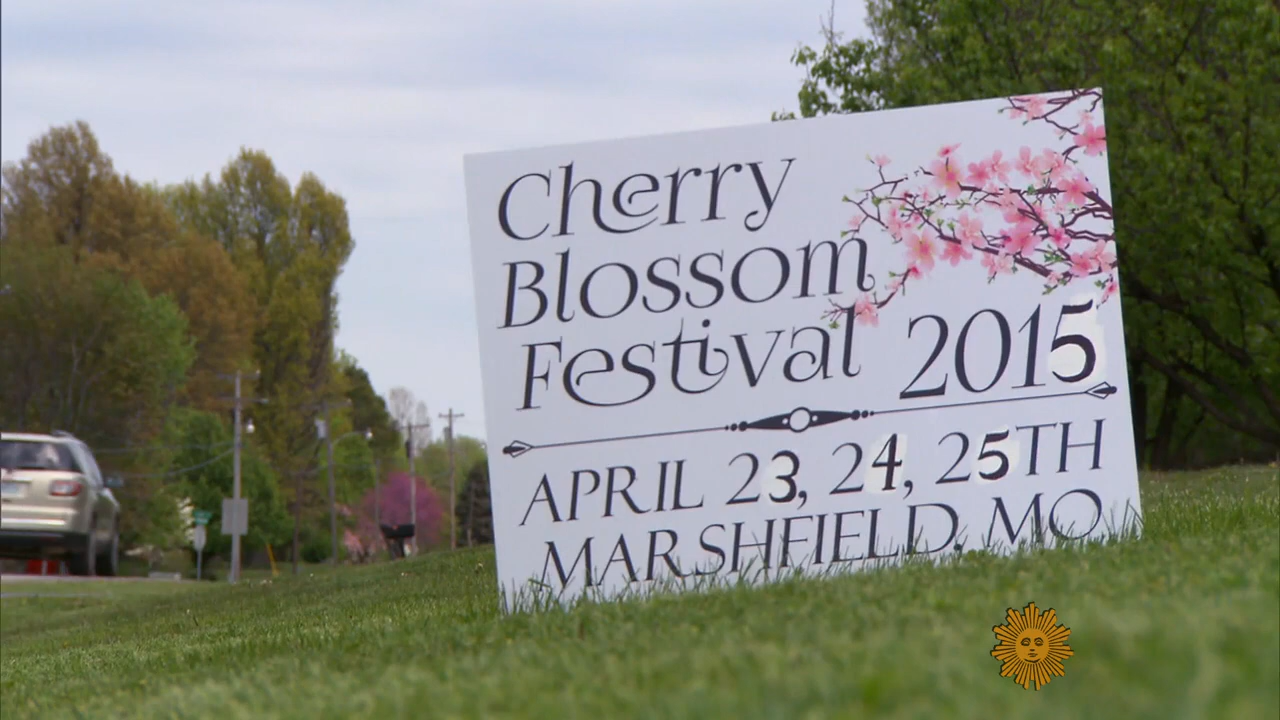 Cherry
Blossom
Festival 2015
APRIL 23, 24, 25TH
MARSHFIELD, MO